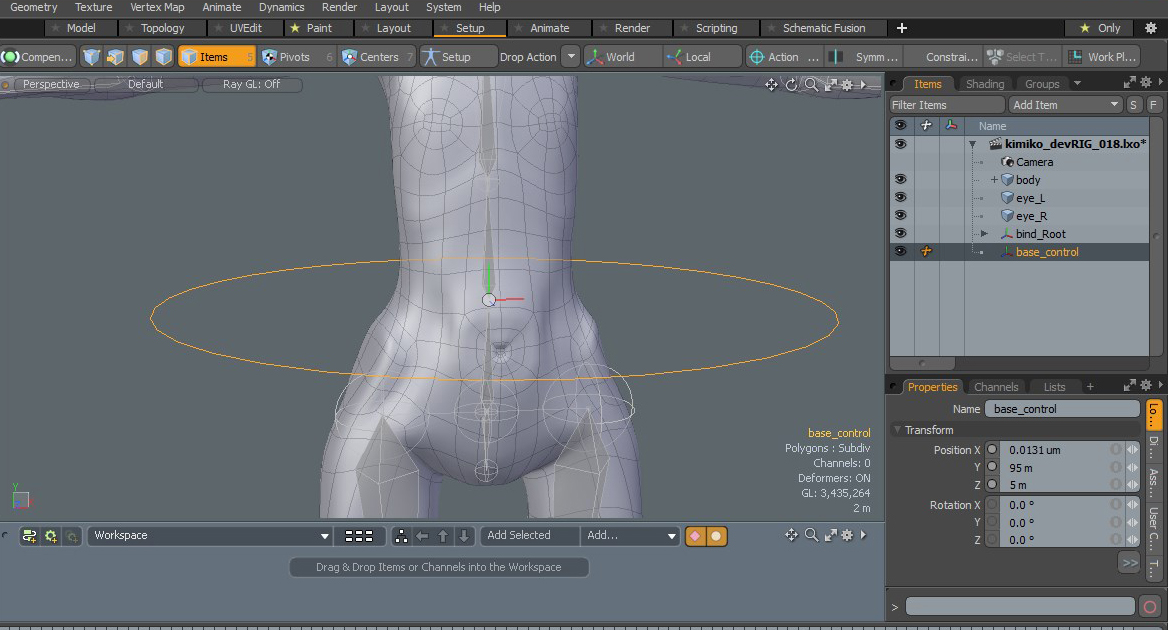 Geometry Texture Vertex Map Animate Dynamics Render Layout System Help
Model Topology UVEdit Paint Layout Setup Animate Render Scripting Schematic Fusion + Only
Compen... Items 5 Pivots 6 Centers 7 Setup Drop Action World Local Action ... Symm ... Constrai... Select T... Work Pl...
Perspective Default Ray GL: Off
Items Shading Groups
Filter Items Add Item S F
Name
kimiko_devRIG_018.lxo*
Camera
+ body
eye_L
eye_R
bind_Root
base_control
Properties Channels Lists +
Name base_control
Transform
Position X 0.0131 um
Y 95 m
Z 5 m
Rotation X 0.0 °
Y 0.0 °
Z 0.0 °
>>
Lo...
Di ...
Ass...
User C...
T...
>
base_control
Polygons : Subdiv
Channels: 0
Deformers: ON
GL: 3,435,264
2 m
Y
Workspace Add Selected Add...
Drag & Drop Items or Channels into the Workspace